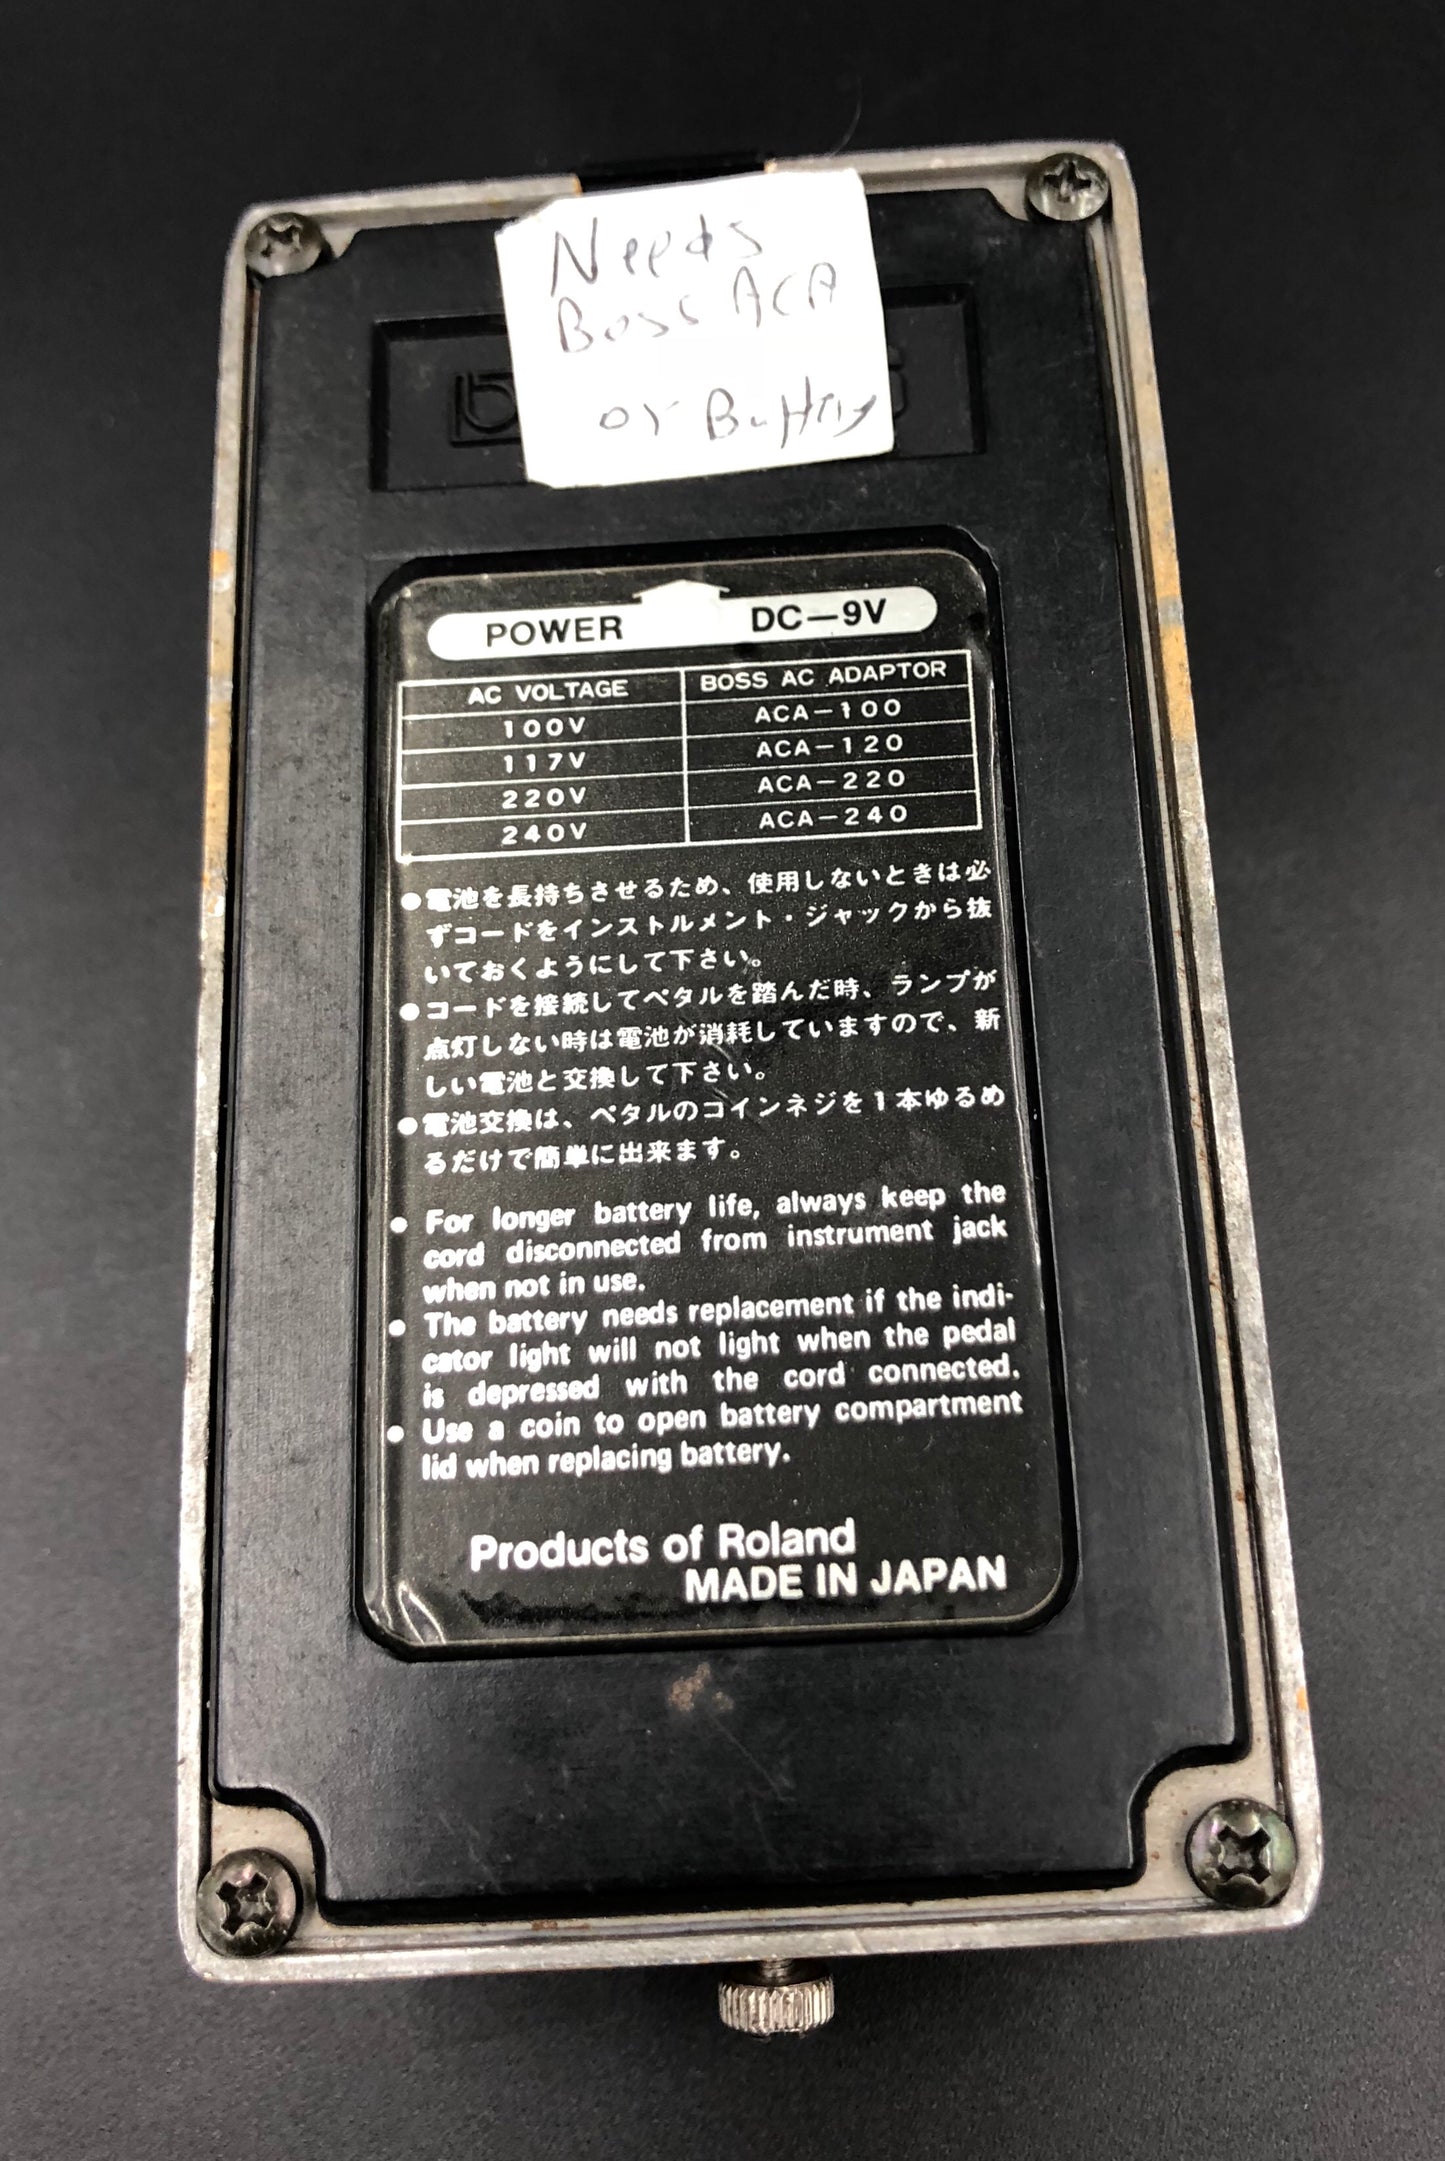 Needs
Boss ACA
or Battery
POWER DC—9V
AC VOLTAGE BOSS AC ADAPTOR
100V ACA—100
117V ACA—120
220V ACA—220
240V ACA—240
●電池を長持ちさせるため、使用しないときは必
ずコードをインストルメント・ジャックから抜
いておくようにして下さい。
●コードを接続してペタルを踏んだ時、ランプが
点灯しない時は電池が消耗していますので、新
しい電池と交換して下さい。
●電池交換は、ペタルのコインネジを1本ゆるめ
るだけで簡単に出来ます。
● For longer battery life, always keep the
cord disconnected from instrument jack
when not in use.
● The battery needs replacement if the indi-
cator light will not light when the pedal
is depressed with the cord connected.
● Use a coin to open battery compartment
lid when replacing battery.
Products of Roland
MADE IN JAPAN